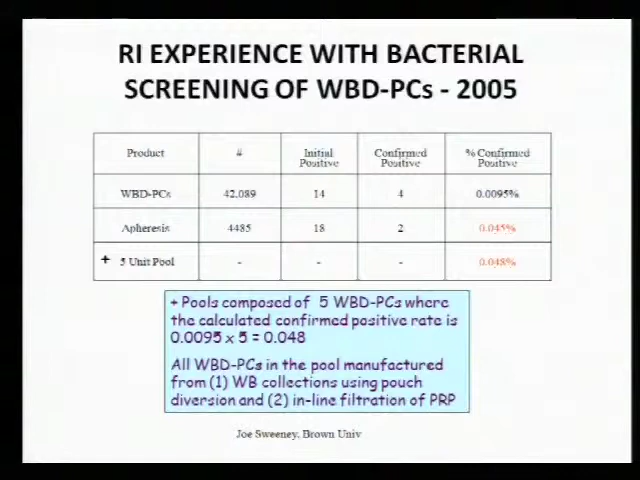 RI EXPERIENCE WITH BACTERIAL
SCREENING OF WBD-PCs - 2005
Product # Initial Positive Confirmed Positive % Confirmed Positive
WBD-PCs 42,089 14 4 0.0095%
Apheresis 4485 18 2 0.045%
+ 5 Unit Pool - - - 0.048%
+ Pools composed of 5 WBD-PCs where
the calculated confirmed positive rate is
0.0095 x 5 = 0.048
All WBD-PCs in the pool manufactured
from (1) WB collections using pouch
diversion and (2) in-line filtration of PRP
Joe Sweeney, Brown Univ